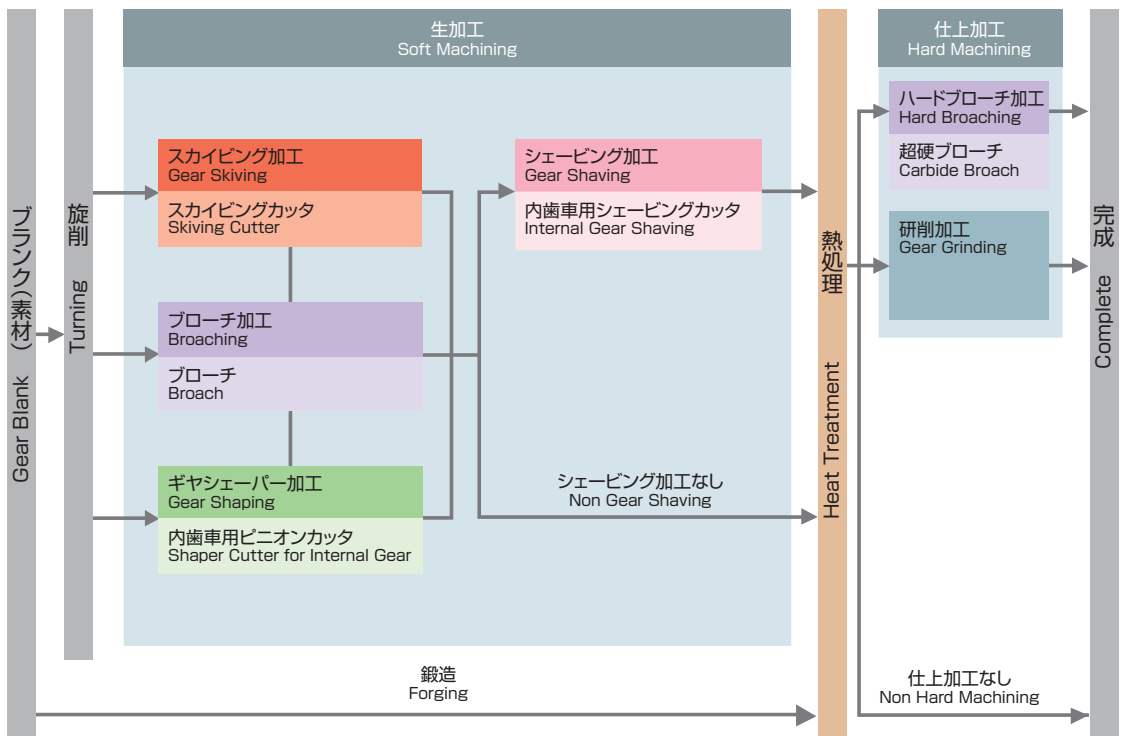 ブランク)素材( Gear Blank
旋削 Turning
生加工
Soft Machining
スカイビング加工
Gear Skiving
スカイビングカッタ
Skiving Cutter
ブローチ加工
Broaching
ブローチ
Broach
ギヤシェーパー加工
Gear Shaping
内歯車用ピニオンカッタ
Shaper Cutter for Internal Gear
シェービング加工
Gear Shaving
内歯車用シェービングカッタ
Internal Gear Shaving
シェービング加工なし
Non Gear Shaving
鍛造
Forging
熱処理 Heat Treatment
仕上加工
Hard Machining
ハードブローチ加工
Hard Broaching
超硬ブローチ
Carbide Broach
研削加工
Gear Grinding
仕上加工なし
Non Hard Machining
完成 Complete